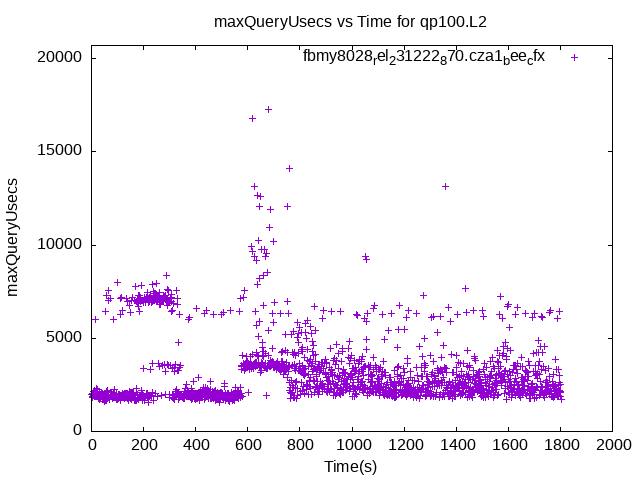 maxQueryUsecs vs Time for qp100.L2
fbmy8028rel231222870.cza1beecfx
20000
15000
10000
5000
0
maxQueryUsecs
0 200 400 600 800 1000 1200 1400 1600 1800 2000
Time(s)